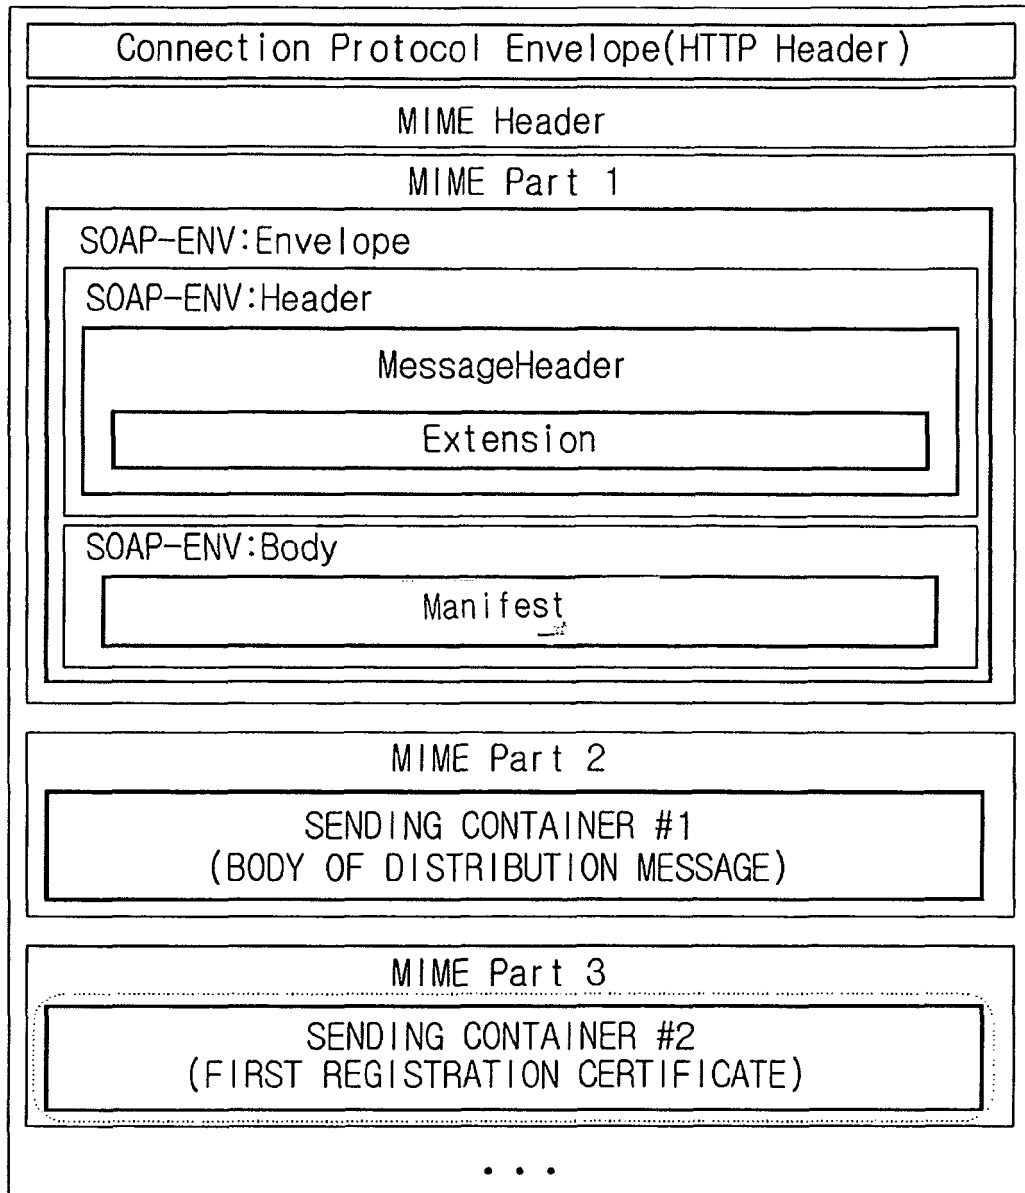 Connection Protocol Envelope(HTTP Header)
MIME Header
MIME Part 1
SOAP-ENV:Envelope
SOAP-ENV:Header
MessageHeader
Extension
SOAP-ENV:Body
Manifest
MIME Part 2
SENDING CONTAINER #1
(BODY OF DISTRIBUTION MESSAGE)
MIME Part 3
SENDING CONTAINER #2
(FIRST REGISTRATION CERTIFICATE)
...